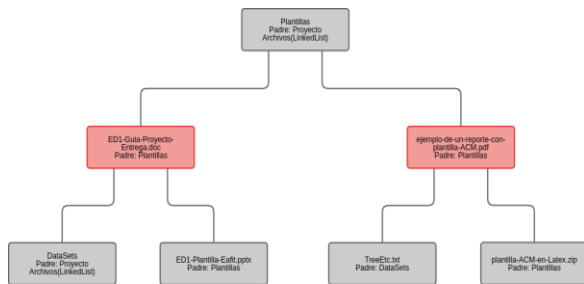 Plantillas
Padre: Proyecto
Archivos(LinkedList)
ED1-Guia-Proyecto-
Entrega.doc
Padre: Plantillas
ejemplo-de-un-reporte-con-
plantilla-ACM.pdf
Padre: Plantillas
DataSets
Padre: Proyecto
Archivos(LinkedList)
ED1-Plantilla-Eafit.pptx
Padre: Plantillas
TreeEtc.txt
Padre: DataSets
plantilla-ACM-en-Latex.zip
Padre: Plantillas